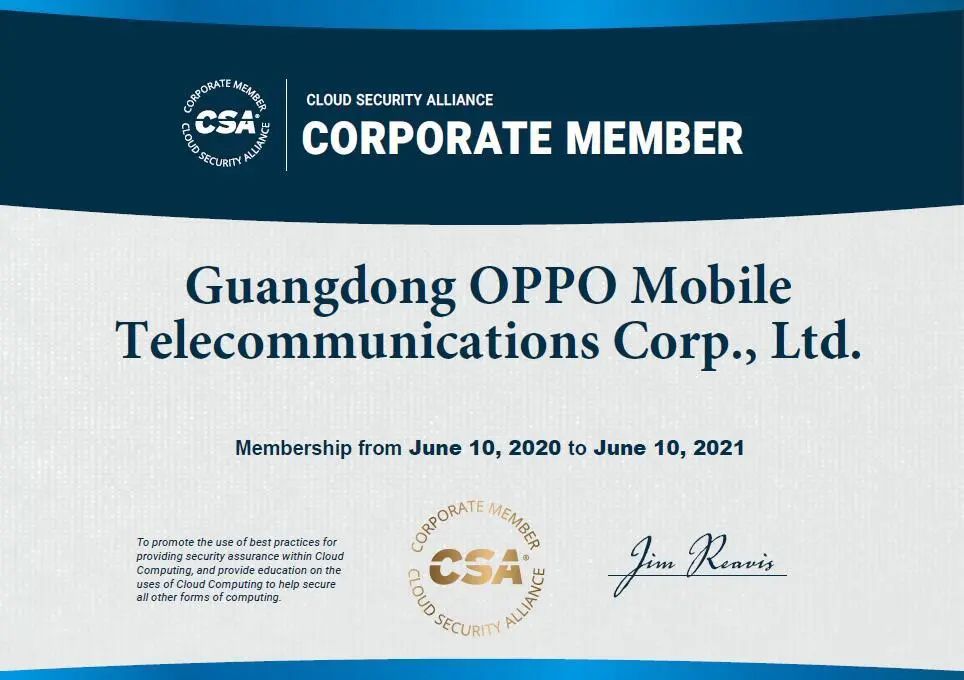 CORPORATE MEMBER
CSA®
CLOUD SECURITY ALLIANCE
CLOUD SECURITY ALLIANCE
CORPORATE MEMBER
Guangdong OPPO Mobile
Telecommunications Corp., Ltd.
Membership from June 10, 2020 to June 10, 2021
To promote the use of best practices for
providing security assurance within Cloud
Computing, and provide education on the
uses of Cloud Computing to help secure
all other forms of computing.
CORPORATE MEMBER
CSA®
CLOUD SECURITY ALLIANCE
Jim Reavis